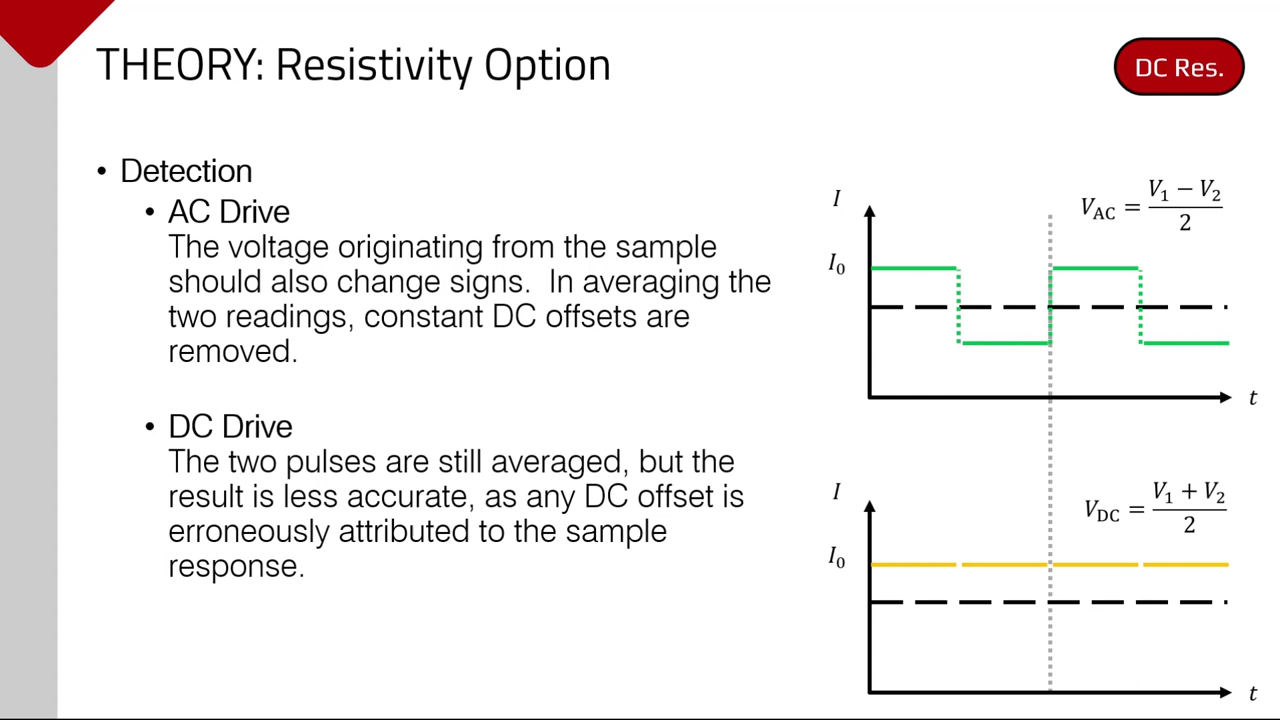 THEORY: Resistivity Option
DC Res.
• Detection
• AC Drive
The voltage originating from the sample
should also change signs.  In averaging the
two readings, constant DC offsets are
removed.
• DC Drive
The two pulses are still averaged, but the
result is less accurate, as any DC offset is
erroneously attributed to the sample
response.
I
V_AC = (V_1 − V_2) / 2
I_0
t
I
V_DC = (V_1 + V_2) / 2
I_0
t